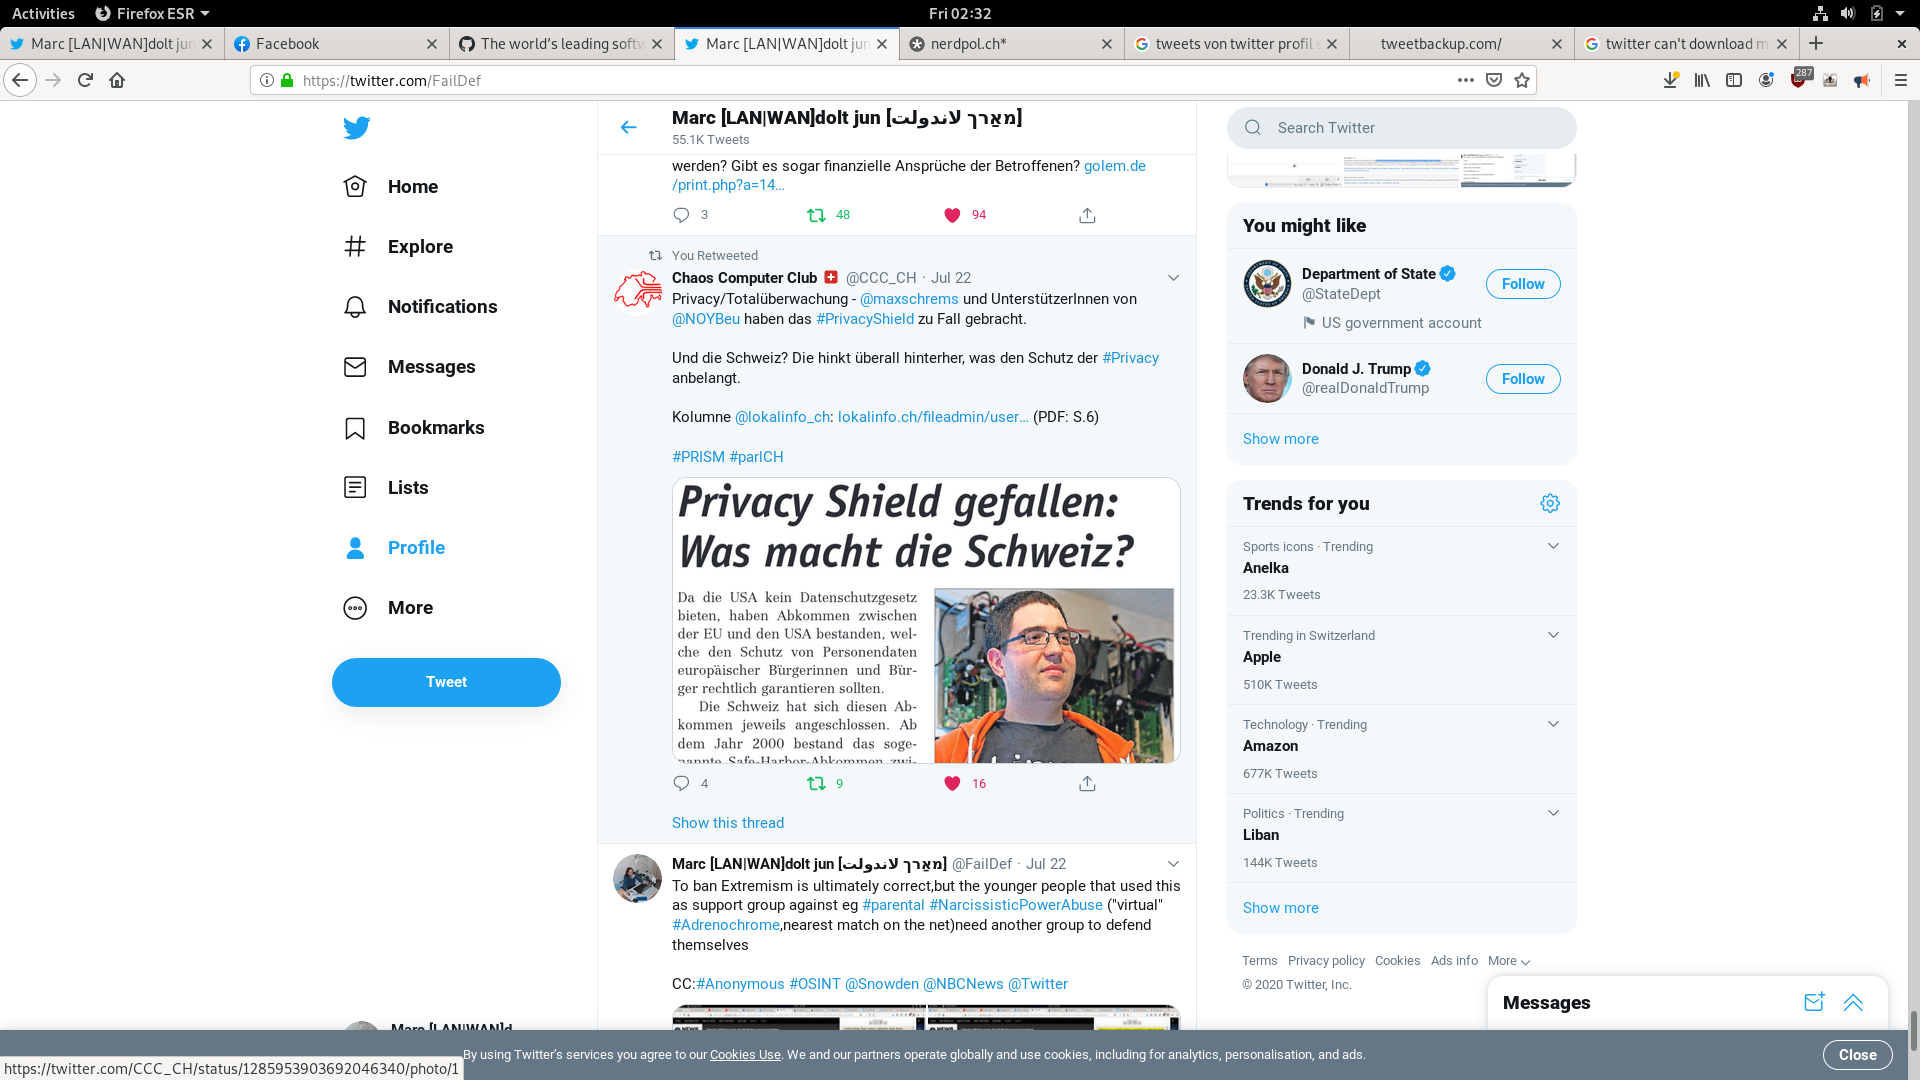 Activities
Firefox ESR
Fri 02:32
Marc [LAN|WAN]dolt jun
Facebook
The world's leading softw
Marc [LAN|WAN]dolt jun
nerdpol.ch*
tweets von twitter profil s
tweetbackup.com/
twitter can't download m
https://twitter.com/FailDef
287
Home
Explore
Notifications
Messages
Bookmarks
Lists
Profile
More
Tweet
Marc [LAN|WAN]d
Marc [LAN|WAN]dolt jun [מאַרך לאנדולת]
55.1K Tweets
werden? Gibt es sogar finanzielle Ansprüche der Betroffenen? golem.de
/print.php?a=14…
3
48
94
You Retweeted
Chaos Computer Club @CCC_CH · Jul 22
Privacy/Totalüberwachung - @maxschrems und UnterstützerInnen von
@NOYBeu haben das #PrivacyShield zu Fall gebracht.
Und die Schweiz? Die hinkt überall hinterher, was den Schutz der #Privacy
anbelangt.
Kolumne @lokalinfo_ch: lokalinfo.ch/fileadmin/user… (PDF: S.6)
#PRISM #parlCH
Privacy Shield gefallen:
Was macht die Schweiz?
Da die USA kein Datenschutzgesetz
bieten, haben Abkommen zwischen
der EU und den USA bestanden, wel-
che den Schutz von Personendaten
europäischer Bürgerinnen und Bür-
ger rechtlich garantieren sollten.
Die Schweiz hat sich diesen Ab-
kommen jeweils angeschlossen. Ab
dem Jahr 2000 bestand das soge-
nannte Safe-Harbor-Abkommen zwi-
4
9
16
Show this thread
Marc [LAN|WAN]dolt jun [מאַרך לאנדולת] @FailDef · Jul 22
To ban Extremism is ultimately correct,but the younger people that used this
as support group against eg #parental #NarcissisticPowerAbuse ("virtual"
#Adrenochrome,nearest match on the net)need another group to defend
themselves
CC:#Anonymous #OSINT @Snowden @NBCNews @Twitter
Search Twitter
You might like
Department of State
@StateDept
US government account
Follow
Donald J. Trump
@realDonaldTrump
Follow
Show more
Trends for you
Sports icons · Trending
Anelka
23.3K Tweets
Trending in Switzerland
Apple
510K Tweets
Technology · Trending
Amazon
677K Tweets
Politics · Trending
Liban
144K Tweets
Show more
Terms Privacy policy Cookies Ads info More
© 2020 Twitter, Inc.
Messages
By using Twitter's services you agree to our Cookies Use. We and our partners operate globally and use cookies, including for analytics, personalisation, and ads.
Close
https://twitter.com/CCC_CH/status/1285953903692046340/photo/1